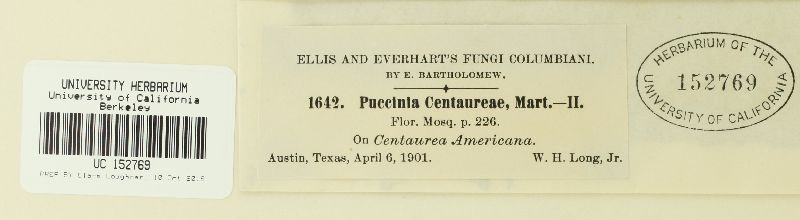 UNIVERSITY HERBARIUM
University of California
Berkeley
UC 152769
ELLIS AND EVERHART'S FUNGI COLUMBIANI.
BY E. BARTHOLOMEW.
1642. Puccinia Centaureae, Mart.—II.
Flor. Mosq. p. 226.
On Centaurea Americana.
Austin, Texas, April 6, 1901. W. H. Long, Jr.
HERBARIUM OF THE
152769
UNIVERSITY OF CALIFORNIA